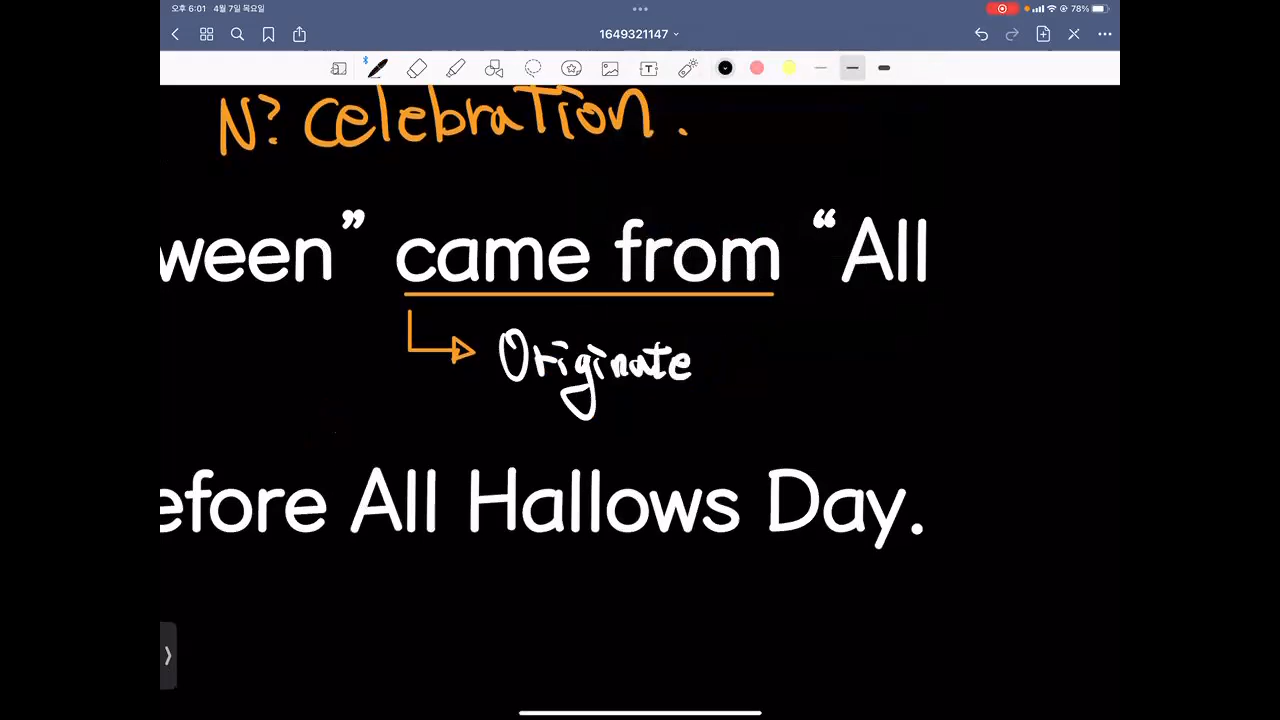 오후 6:01 4월 7일 목요일
78%
1649321147
N? celebration.
ween” came from “All
Originate
efore All Hallows Day.